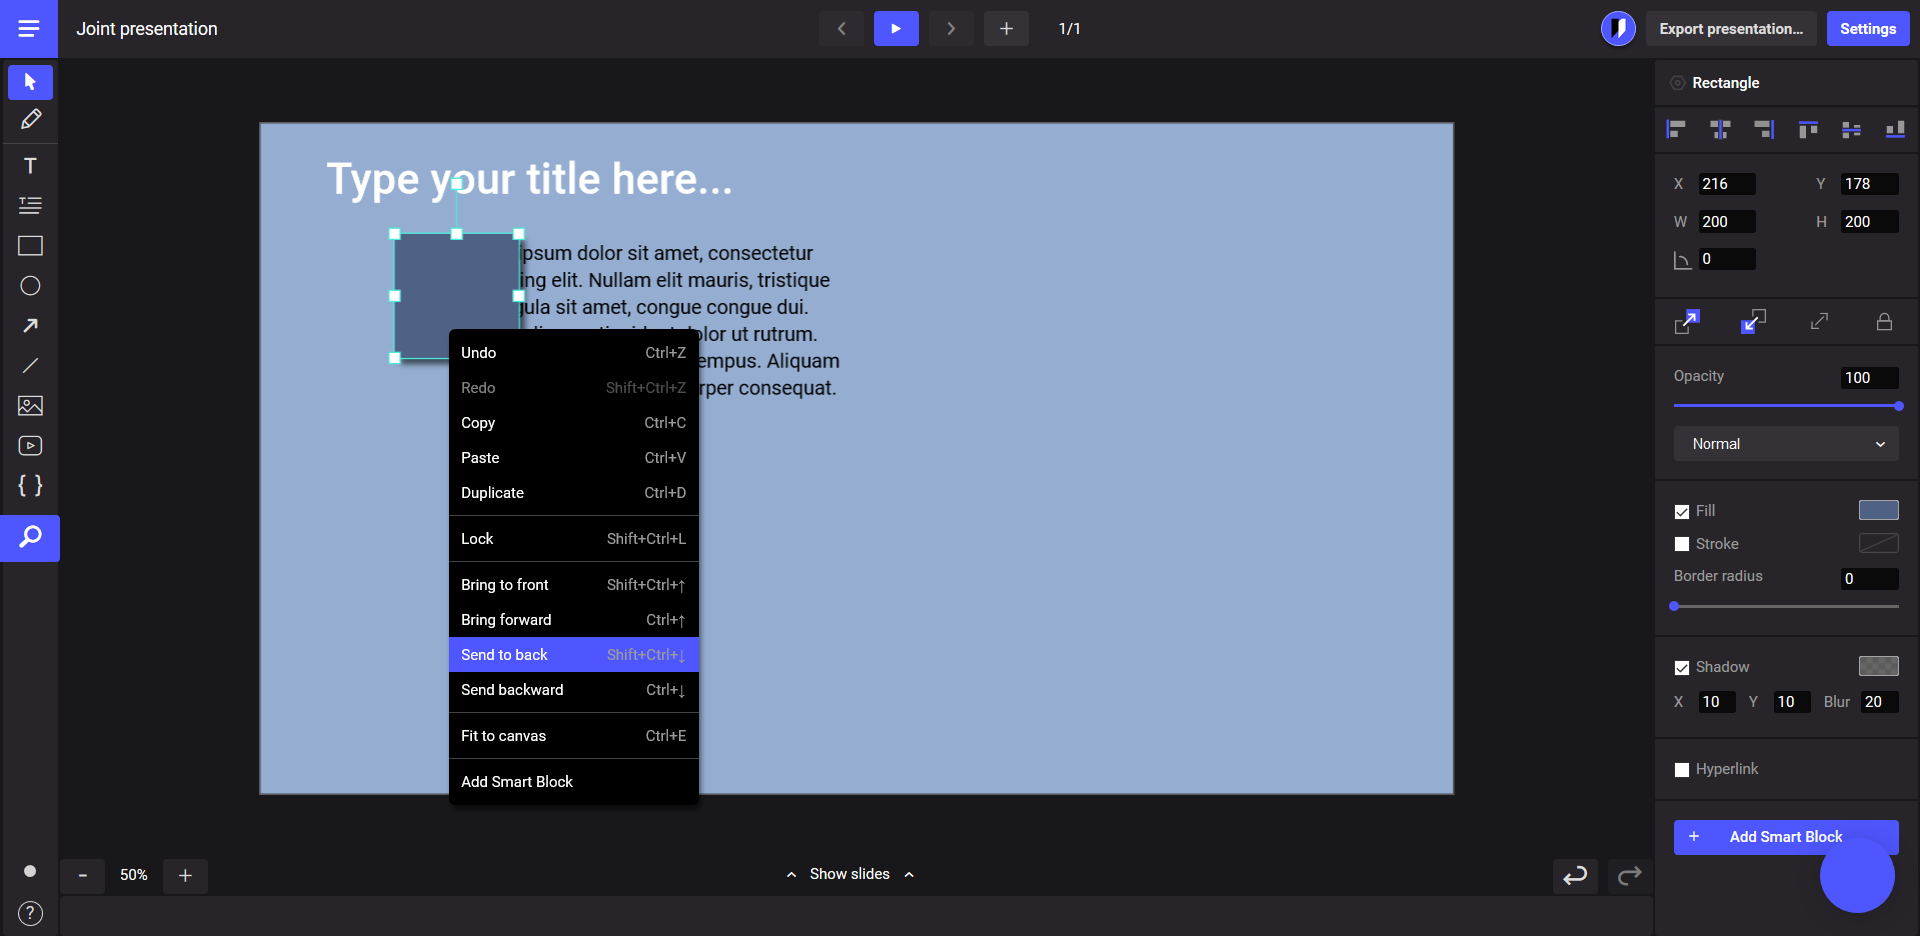 Joint presentation
1/1
Export presentation...
Settings
Rectangle
X 216 Y 178
W 200 H 200
0
Opacity 100
Normal
Fill
Stroke
Border radius 0
Shadow
X 10 Y 10 Blur 20
Hyperlink
+ Add Smart Block
T
T
{ }
?
Type your title here...
psum dolor sit amet, consectetur
ing elit. Nullam elit mauris, tristique
gula sit amet, congue congue dui.
olor ut rutrum.
empus. Aliquam
rper consequat.
Undo Ctrl+Z
Redo Shift+Ctrl+Z
Copy Ctrl+C
Paste Ctrl+V
Duplicate Ctrl+D
Lock Shift+Ctrl+L
Bring to front Shift+Ctrl+↑
Bring forward Ctrl+↑
Send to back Shift+Ctrl+↓
Send backward Ctrl+↓
Fit to canvas Ctrl+E
Add Smart Block
- 50% +
Show slides